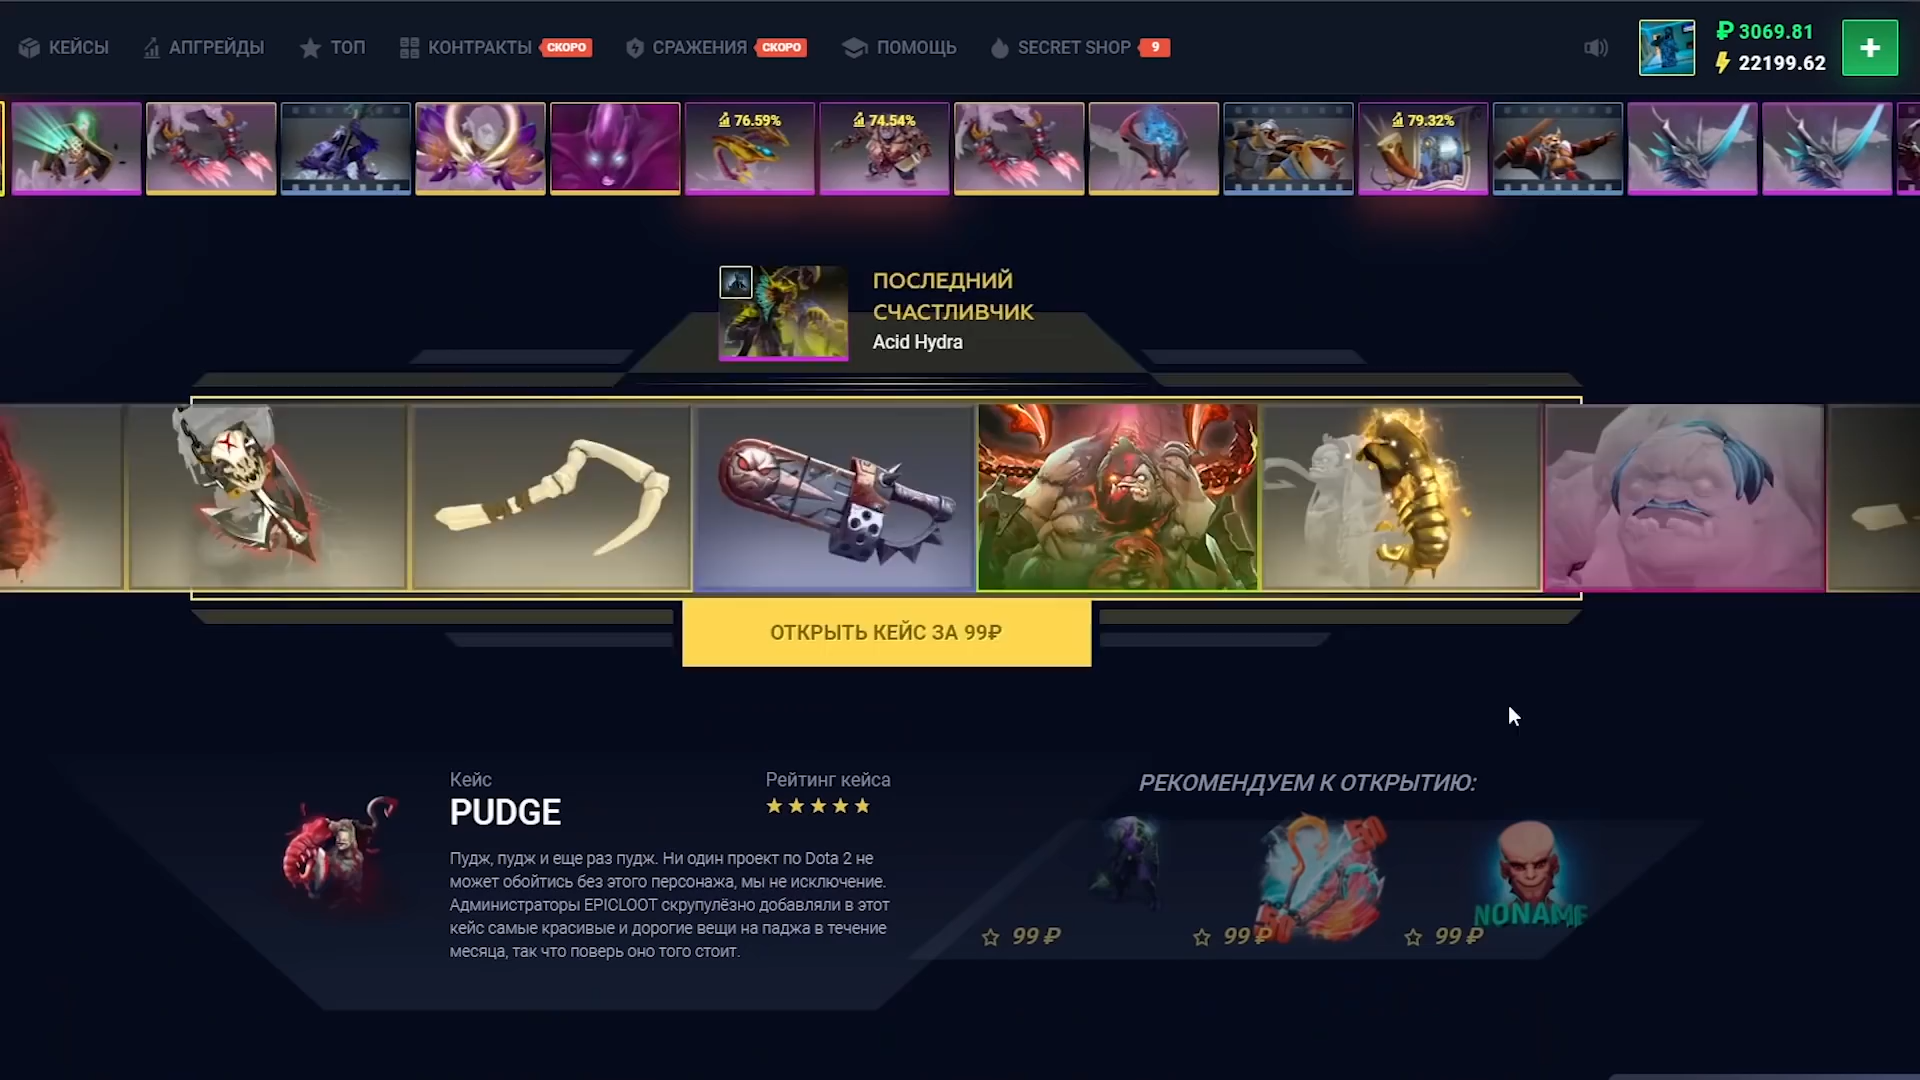 КЕЙСЫ
АПГРЕЙДЫ
ТОП
КОНТРАКТЫ СКОРО
СРАЖЕНИЯ СКОРО
ПОМОЩЬ
SECRET SHOP 9
₽ 3069.81
22199.62
+
76.59%
74.54%
79.32%
ПОСЛЕДНИЙ
СЧАСТЛИВЧИК
Acid Hydra
ОТКРЫТЬ КЕЙС ЗА 99₽
Кейс
PUDGE
Рейтинг кейса
Пудж, пудж и еще раз пудж. Ни один проект по Dota 2 не
может обойтись без этого персонажа, мы не исключение.
Администраторы EPICLOOT скрупулёзно добавляли в этот
кейс самые красивые и дорогие вещи на паджа в течение
месяца, так что поверь оно того стоит.
РЕКОМЕНДУЕМ К ОТКРЫТИЮ:
50
50
NONAME
99 ₽
99 ₽
99 ₽